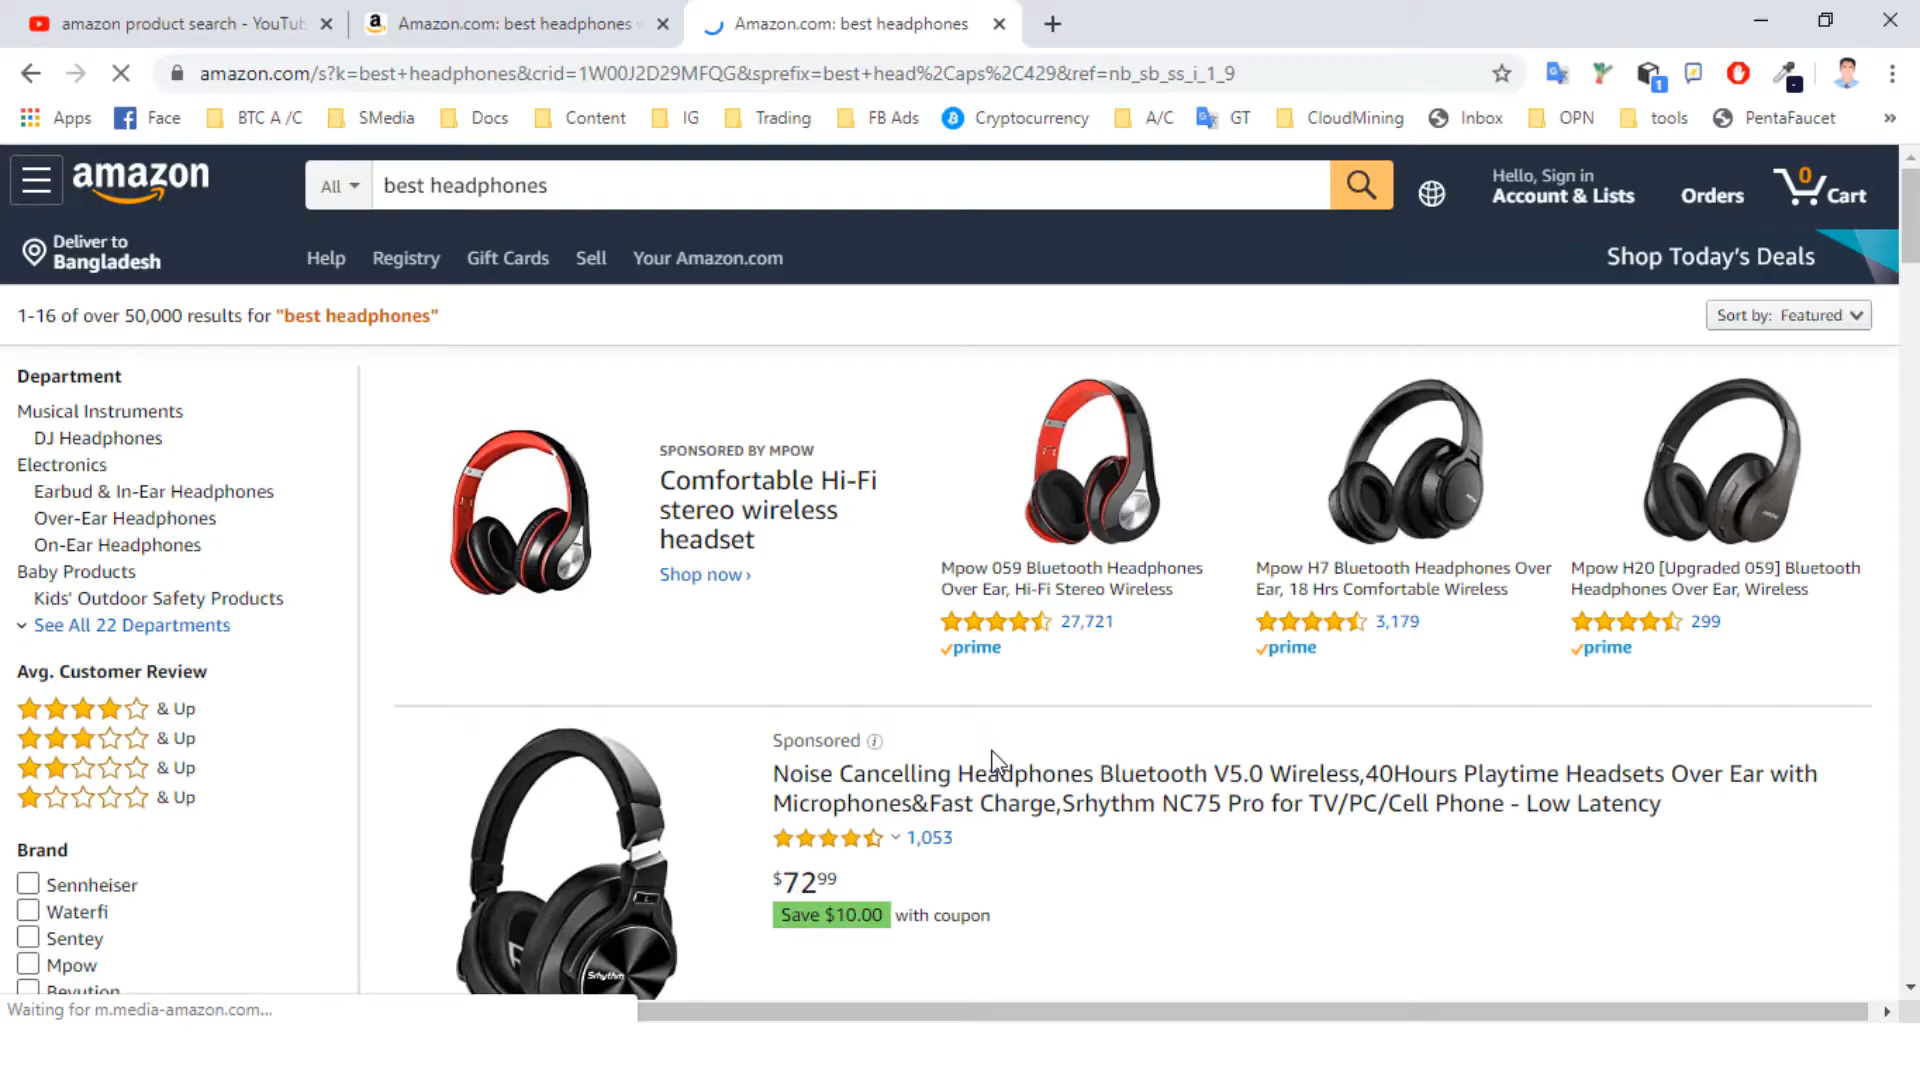 amazon product search - YouTub
Amazon.com: best headphones
Amazon.com: best headphones
amazon.com/s?k=best+headphones&crid=1W00J2D29MFQG&sprefix=best+head%2Caps%2C429&ref=nb_sb_ss_i_1_9
1
Apps
Face
BTC A /C
SMedia
Docs
Content
IG
Trading
FB Ads
Cryptocurrency
A/C
GT
CloudMining
Inbox
OPN
tools
PentaFaucet
»
amazon
All
best headphones
Hello, Sign in
Account & Lists
Orders
0
Cart
Deliver to
Bangladesh
Help
Registry
Gift Cards
Sell
Your Amazon.com
Shop Today's Deals
1-16 of over 50,000 results for "best headphones"
Sort by: Featured
Department
Musical Instruments
DJ Headphones
Electronics
Earbud & In-Ear Headphones
Over-Ear Headphones
On-Ear Headphones
Baby Products
Kids' Outdoor Safety Products
See All 22 Departments
Avg. Customer Review
& Up
& Up
& Up
& Up
Brand
Sennheiser
Waterfi
Sentey
Mpow
Bevution
SPONSORED BY MPOW
Comfortable Hi-Fi
stereo wireless
headset
Shop now ›
Mpow 059 Bluetooth Headphones
Over Ear, Hi-Fi Stereo Wireless
27,721
prime
Mpow H7 Bluetooth Headphones Over
Ear, 18 Hrs Comfortable Wireless
3,179
prime
Mpow H20 [Upgraded 059] Bluetooth
Headphones Over Ear, Wireless
299
prime
Sponsored
Noise Cancelling Headphones Bluetooth V5.0 Wireless,40Hours Playtime Headsets Over Ear with
Microphones&Fast Charge,Srhythm NC75 Pro for TV/PC/Cell Phone - Low Latency
1,053
$72 99
Save $10.00 with coupon
Srhythm
Waiting for m.media-amazon.com...